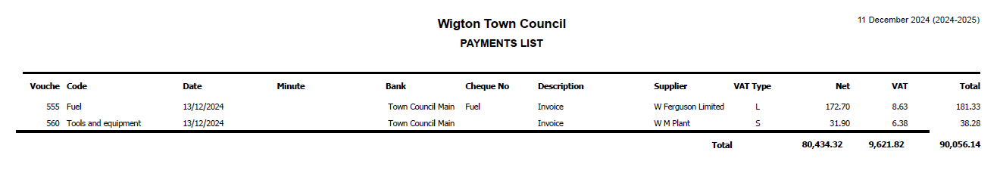 11 December 2024 (2024-2025)
Wigton Town Council
PAYMENTS LIST
Vouche Code Date Minute Bank Cheque No Description Supplier VAT Type Net VAT Total
555 Fuel 13/12/2024 Town Council Main Fuel Invoice W Ferguson Limited L 172.70 8.63 181.33
560 Tools and equipment 13/12/2024 Town Council Main Invoice W M Plant S 31.90 6.38 38.28
Total 80,434.32 9,621.82 90,056.14